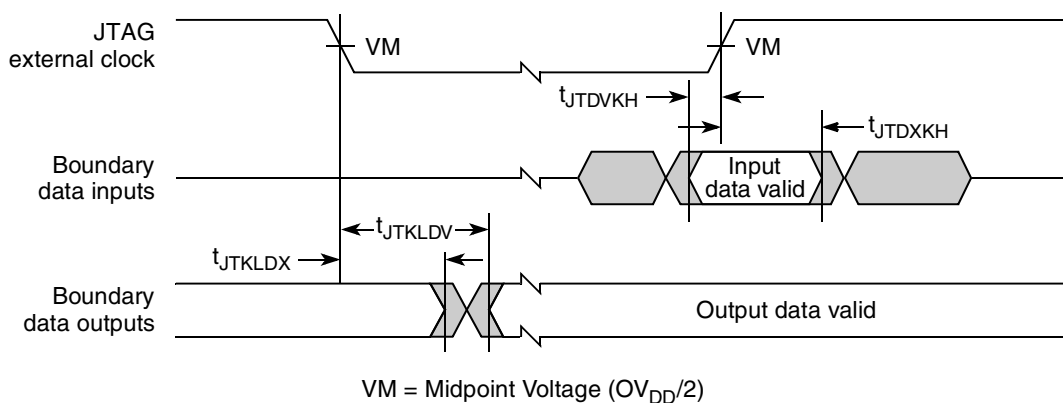 JTAG
external clock
VM
VM
tJTDVKH
tJTDXKH
Boundary
data inputs
Input
data valid
tJTKLDV
tJTKLDX
Boundary
data outputs
Output data valid
VM = Midpoint Voltage (OVDD/2)